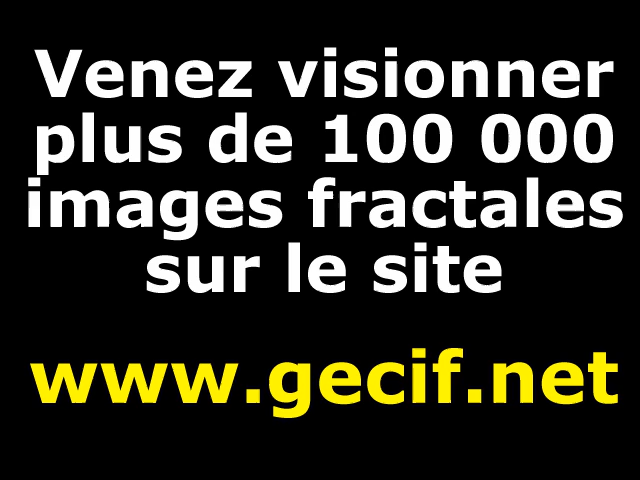 Venez visionner
plus de 100 000
images fractales
sur le site
www.gecif.net